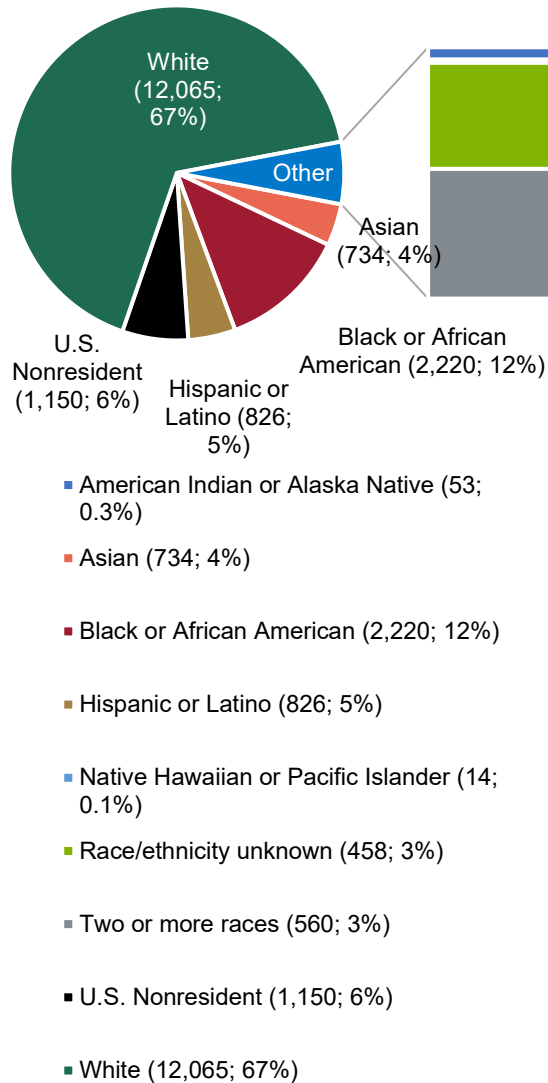 White
(12,065;
67%)
Other
Asian
(734; 4%)
Black or African
American (2,220; 12%)
U.S.
Nonresident
(1,150; 6%)
Hispanic or
Latino (826;
5%)
American Indian or Alaska Native (53;
0.3%)
Asian (734; 4%)
Black or African American (2,220; 12%)
Hispanic or Latino (826; 5%)
Native Hawaiian or Pacific Islander (14;
0.1%)
Race/ethnicity unknown (458; 3%)
Two or more races (560; 3%)
U.S. Nonresident (1,150; 6%)
White (12,065; 67%)